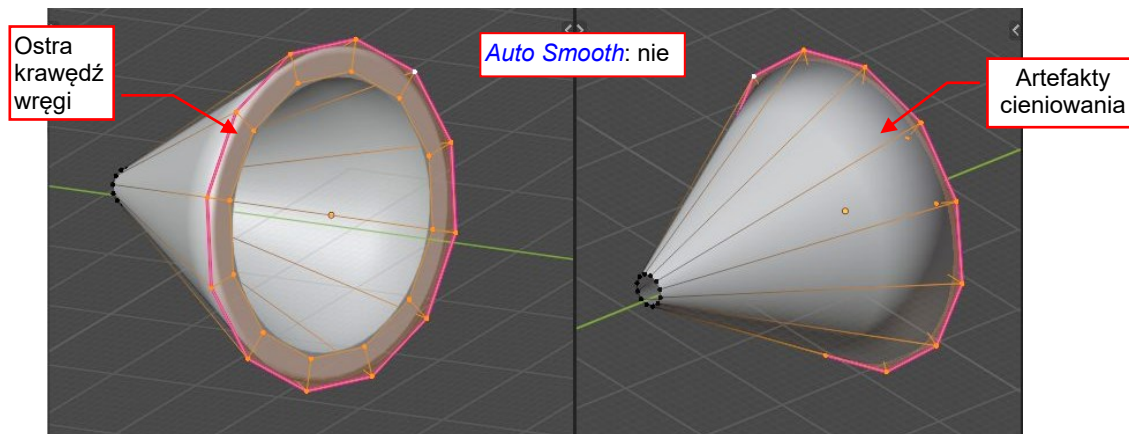 Ostra
krawędź
wręgi
Auto Smooth: nie
Artefakty
cieniowania